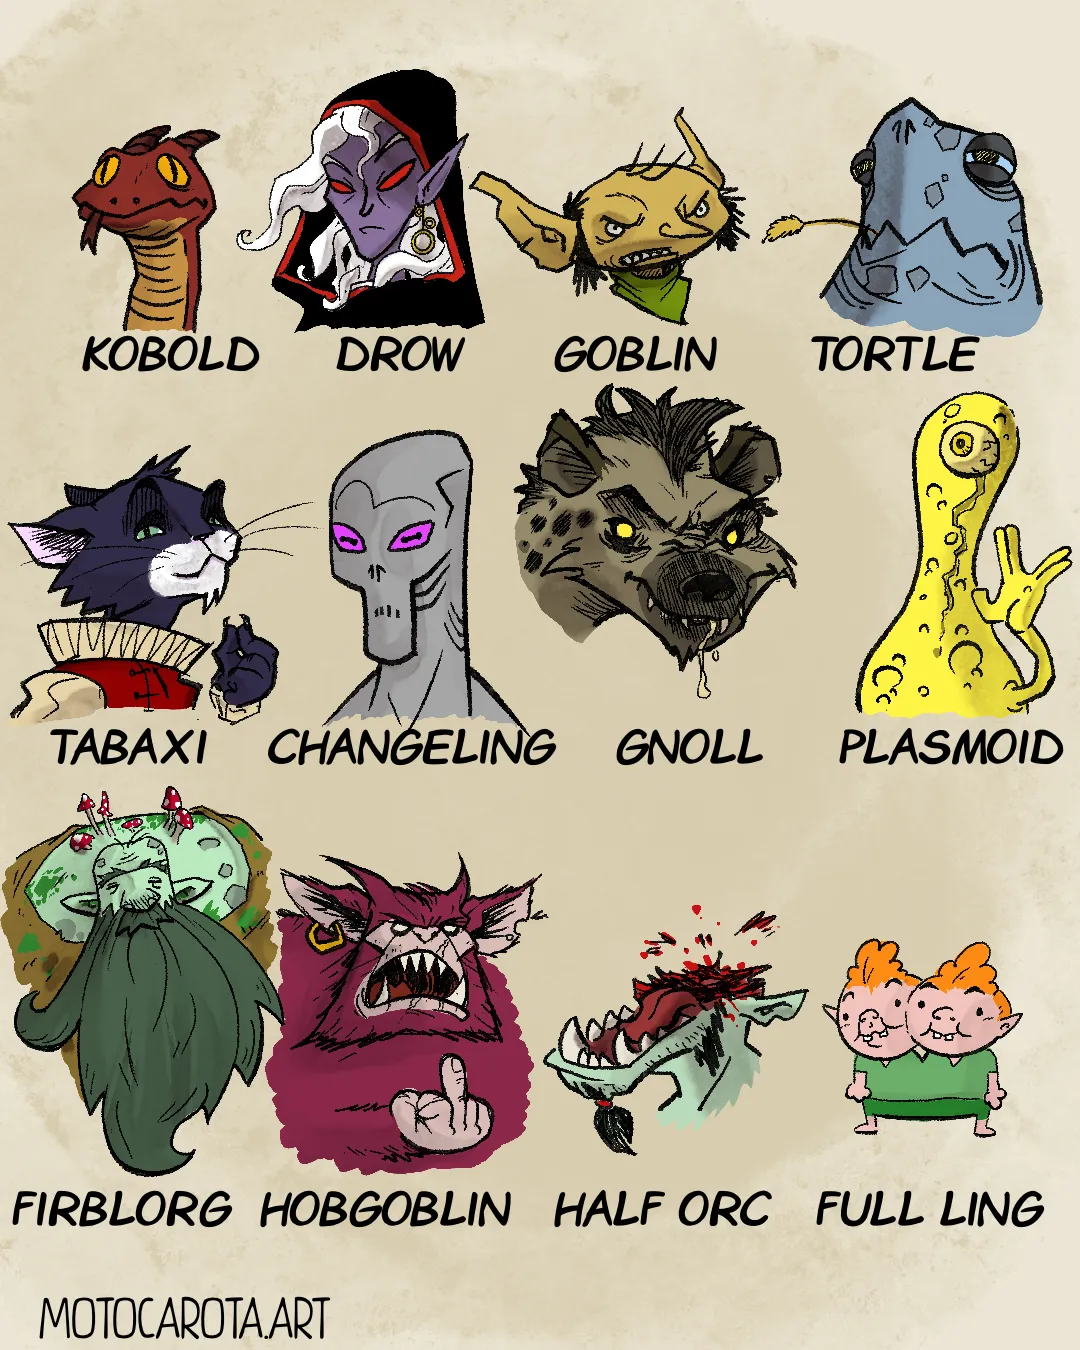 KOBOLD DROW GOBLIN TORTLE
TABAXI CHANGELING GNOLL PLASMOID
FIRBLORG HOBGOBLIN HALF ORC FULL LING
MOTOCAROTA.ART